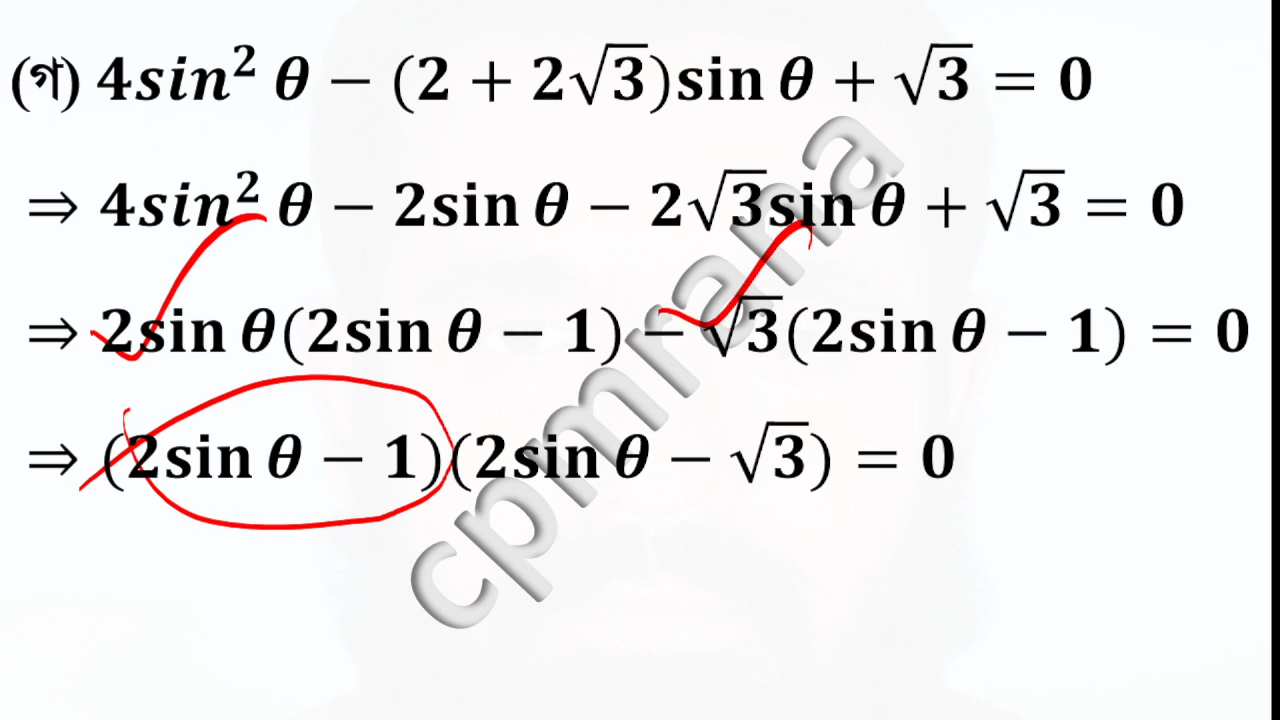 (গ) 4sin² θ − (2 + 2√3)sin θ + √3 = 0
⇒ 4sin² θ − 2sin θ − 2√3sin θ + √3 = 0
⇒ 2sin θ(2sin θ − 1) − √3(2sin θ − 1) = 0
⇒ (2sin θ − 1)(2sin θ − √3) = 0
cpmrana